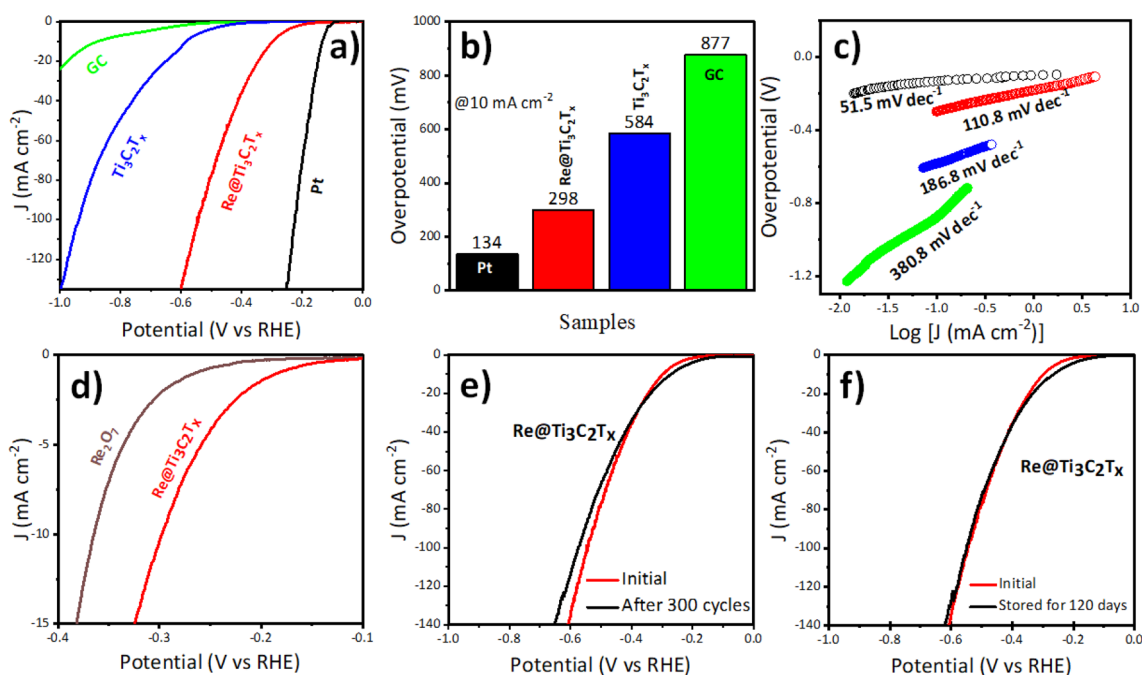 a)
0
-20
-40
-60
-80
-100
-120
-1.0 -0.8 -0.6 -0.4 -0.2 0.0
J (mA cm⁻²)
Potential (V vs RHE)
GC
Ti₃C₂Tₓ
Re@Ti₃C₂Tₓ
Pt
b)
1000
800
600
400
200
0
Overpotential (mV)
@10 mA cm⁻²
134
298
584
877
Pt
Re@Ti₃C₂Tₓ
Ti₃C₂Tₓ
GC
Samples
c)
0.0
-0.4
-0.8
-1.2
-2.0 -1.5 -1.0 -0.5 0.0 0.5 1.0
Overpotential (V)
Log [J (mA cm⁻²)]
51.5 mV dec⁻¹
110.8 mV dec⁻¹
186.8 mV dec⁻¹
380.8 mV dec⁻¹
d)
0
-5
-10
-15
-0.4 -0.3 -0.2 -0.1
J (mA cm⁻²)
Potential (V vs RHE)
Re₂O₇
Re@Ti₃C₂Tₓ
e)
0
-20
-40
-60
-80
-100
-120
-140
-1.0 -0.8 -0.6 -0.4 -0.2 0.0
J (mA cm⁻²)
Potential (V vs RHE)
Re@Ti₃C₂Tₓ
Initial
After 300 cycles
f)
0
-20
-40
-60
-80
-100
-120
-140
-1.0 -0.8 -0.6 -0.4 -0.2 0.0
J (mA cm⁻²)
Potential (V vs RHE)
Re@Ti₃C₂Tₓ
Initial
Stored for 120 days